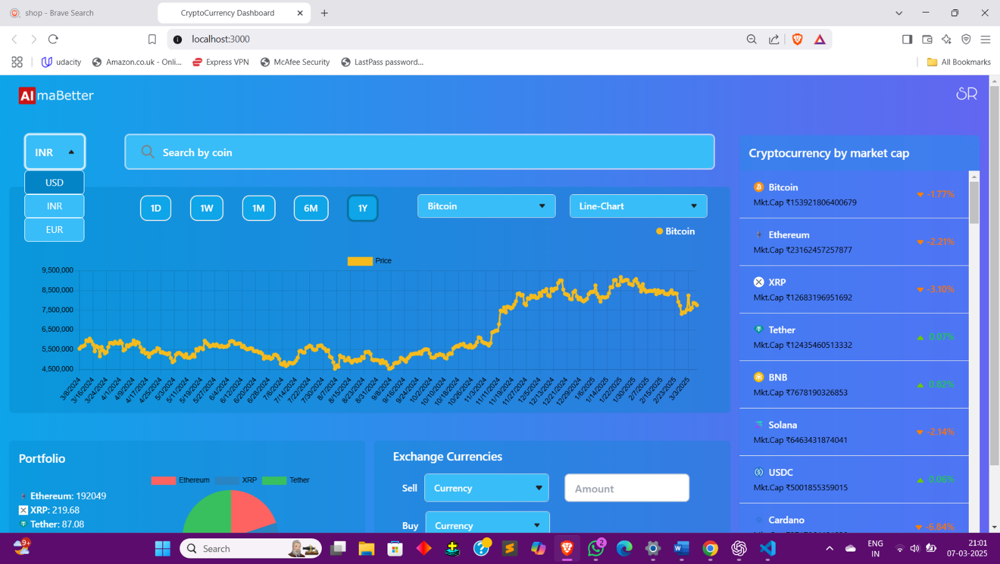 shop - Brave Search
CryptoCurrency Dashboard
localhost:3000
udacity
Amazon.co.uk - Onli...
Express VPN
McAfee Security
LastPass password...
All Bookmarks
AlmaBetter
SR
INR
USD
INR
EUR
Search by coin
1D
1W
1M
6M
1Y
Bitcoin
Line-Chart
Bitcoin
Price
9,500,000
8,500,000
7,500,000
6,500,000
5,500,000
4,500,000
3/8/2024
3/16/2024
3/24/2024
4/1/2024
4/9/2024
4/17/2024
4/25/2024
5/3/2024
5/11/2024
5/19/2024
5/27/2024
6/4/2024
6/12/2024
6/20/2024
6/28/2024
7/6/2024
7/14/2024
7/22/2024
7/30/2024
8/7/2024
8/15/2024
8/23/2024
8/31/2024
9/8/2024
9/16/2024
9/24/2024
10/2/2024
10/10/2024
10/18/2024
10/26/2024
11/3/2024
11/11/2024
11/19/2024
11/27/2024
12/5/2024
12/13/2024
12/21/2024
12/29/2024
1/6/2025
1/14/2025
1/22/2025
1/30/2025
2/7/2025
2/15/2025
2/23/2025
3/3/2025
Cryptocurrency by market cap
Bitcoin
Mkt.Cap ₹153921806400679
-1.77%
Ethereum
Mkt.Cap ₹23162457257877
-2.21%
XRP
Mkt.Cap ₹12683196951692
-3.10%
Tether
Mkt.Cap ₹12435460513332
0.07%
BNB
Mkt.Cap ₹7678190326853
0.82%
Solana
Mkt.Cap ₹6463431874041
-2.14%
USDC
Mkt.Cap ₹5001855359015
0.06%
Cardano
-6.84%
Portfolio
Ethereum
XRP
Tether
Ethereum: 192049
XRP: 219.68
Tether: 87.08
Exchange Currencies
Sell
Currency
Amount
Buy
Currency
9+
Search
2
ENG
IN
21:01
07-03-2025